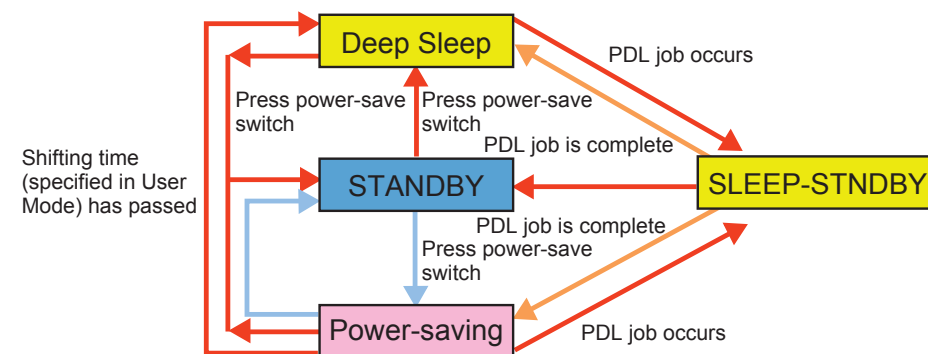 Deep Sleep
PDL job occurs
Press power-save
switch
Press power-save
switch
PDL job is complete
Shifting time
(specified in User
Mode) has passed
STANDBY
SLEEP-STNDBY
PDL job is complete
Press power-save
switch
Power-saving
PDL job occurs